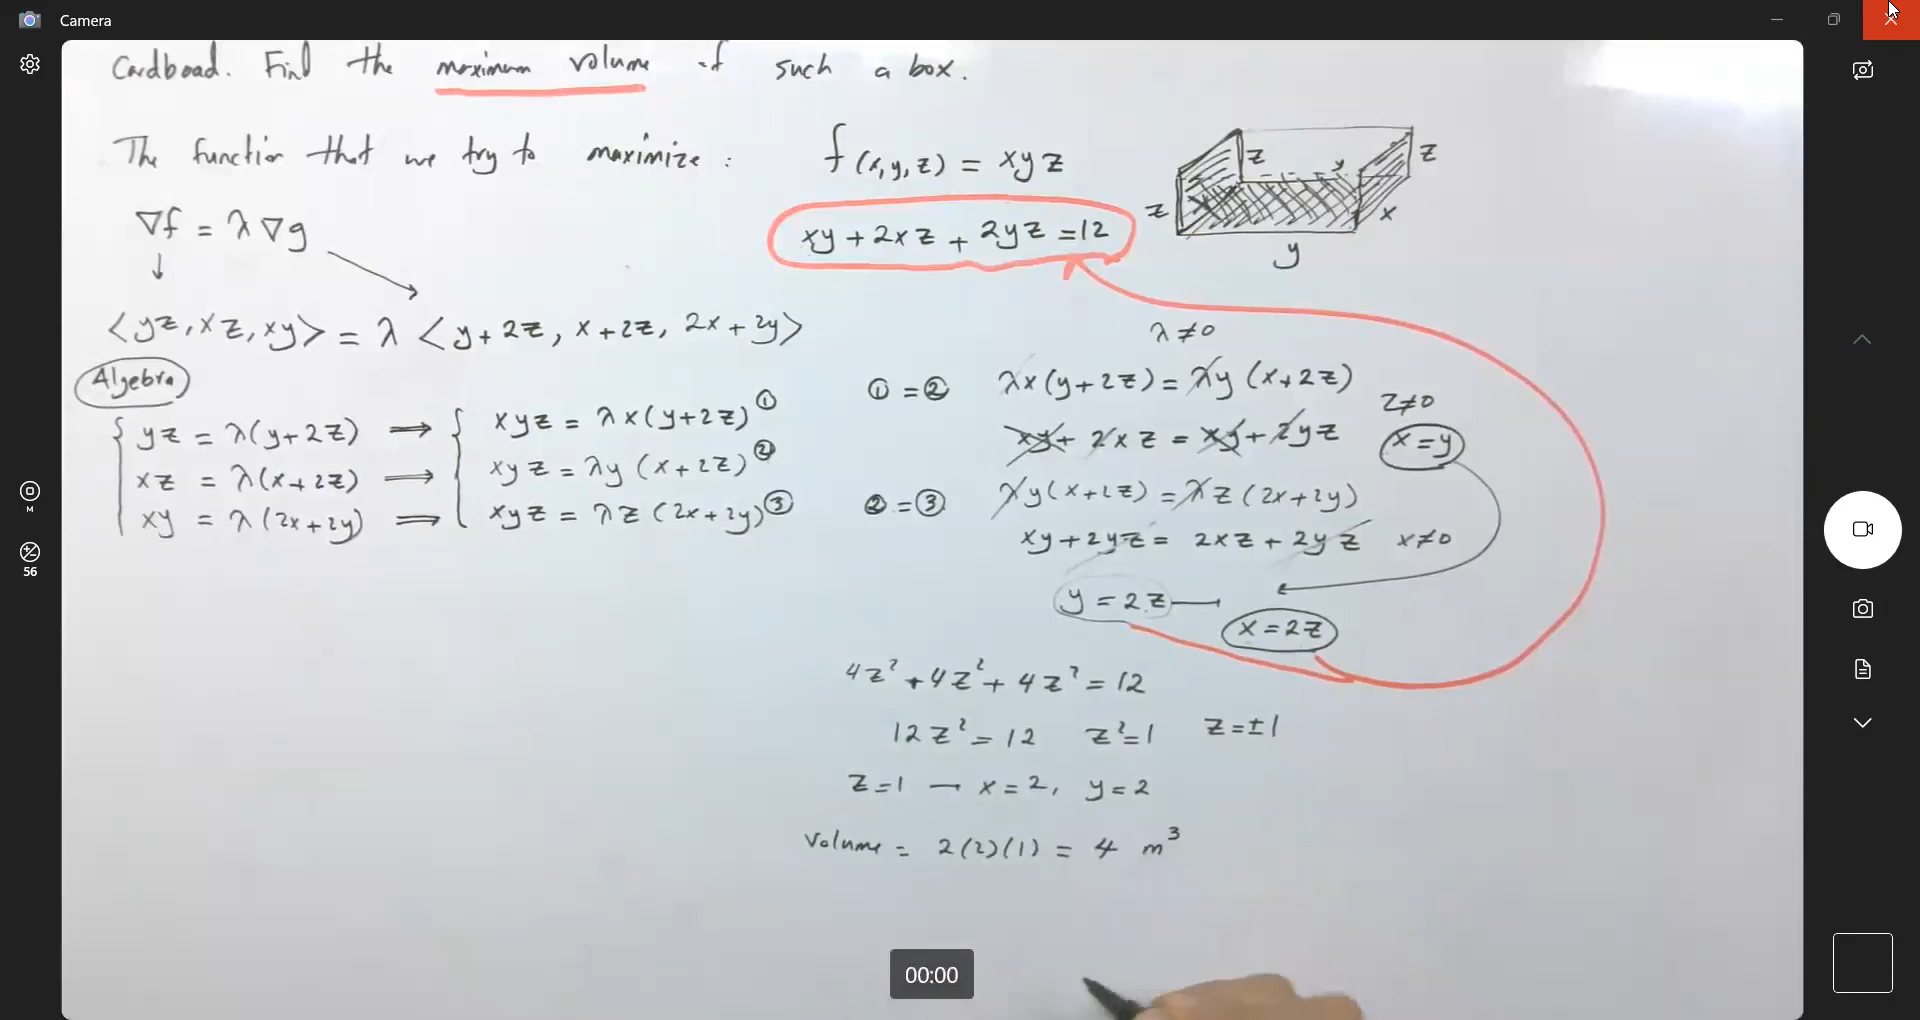 Camera
Cardboad. Find the maximum volume of such a box.
The function that we try to maximize : f(x,y,z) = xyz
z y z
z x
y
∇f = λ∇g
xy + 2xz + 2yz = 12
<yz, xz, xy> = λ <y+2z, x+2z, 2x+2y>
λ≠0
Algebra
yz = λ(y+2z) ⟹ xyz = λx(y+2z) ①
xz = λ(x+2z) ⟹ xyz = λy(x+2z) ②
xy = λ(2x+2y) ⟹ xyz = λz(2x+2y) ③
① = ② λx(y+2z) = λy(x+2z)
z≠0
xy + 2xz = xy + 2yz x=y
② = ③ λy(x+2z) = λz(2x+2y)
xy + 2yz = 2xz + 2yz x≠0
y = 2z
x = 2z
4z² + 4z² + 4z² = 12
12z² = 12 z²=1 z=±1
z=1 → x=2, y=2
Volume = 2(2)(1) = 4 m³
M
56
00:00